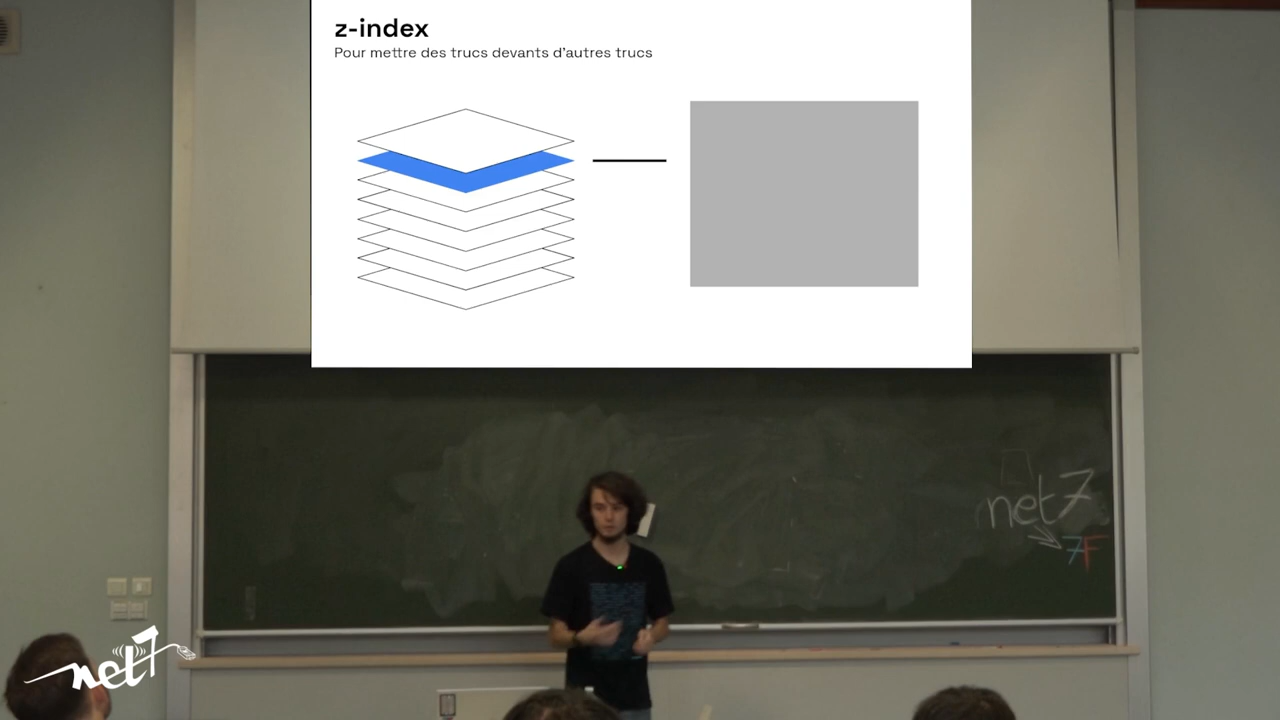 z-index
Pour mettre des trucs devants d'autres trucs
net7
7F
net7